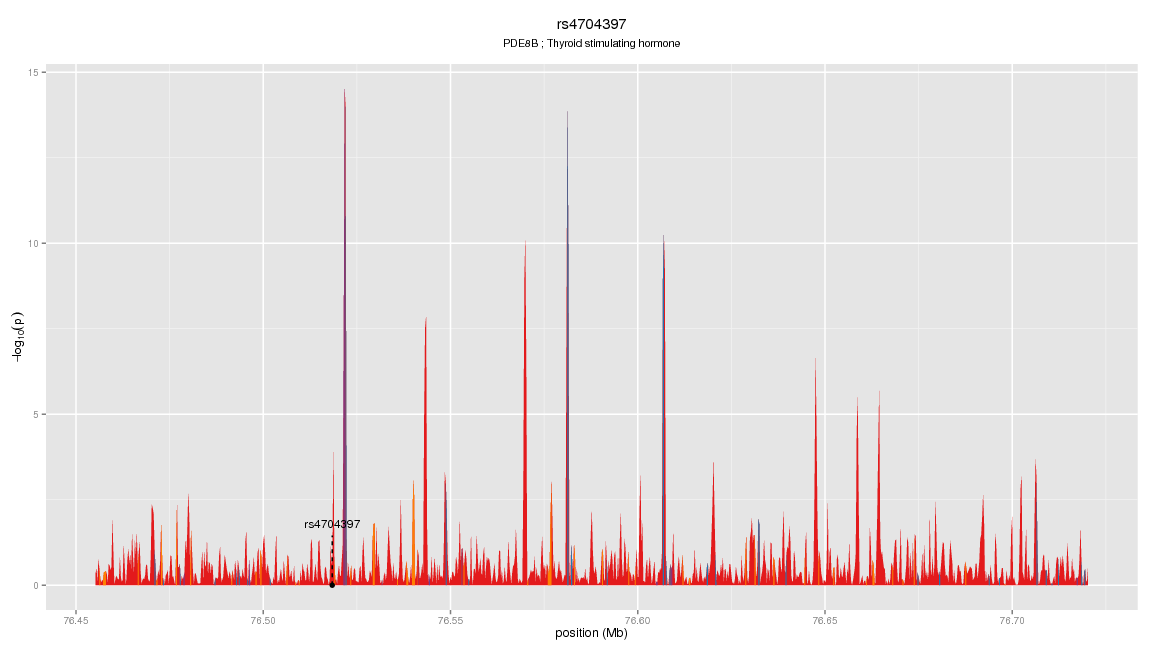 rs4704397
PDE8B ; Thyroid stimulating hormone
15
10
5
0
−log10(p)
rs4704397
76.45 76.50 76.55 76.60 76.65 76.70
position (Mb)